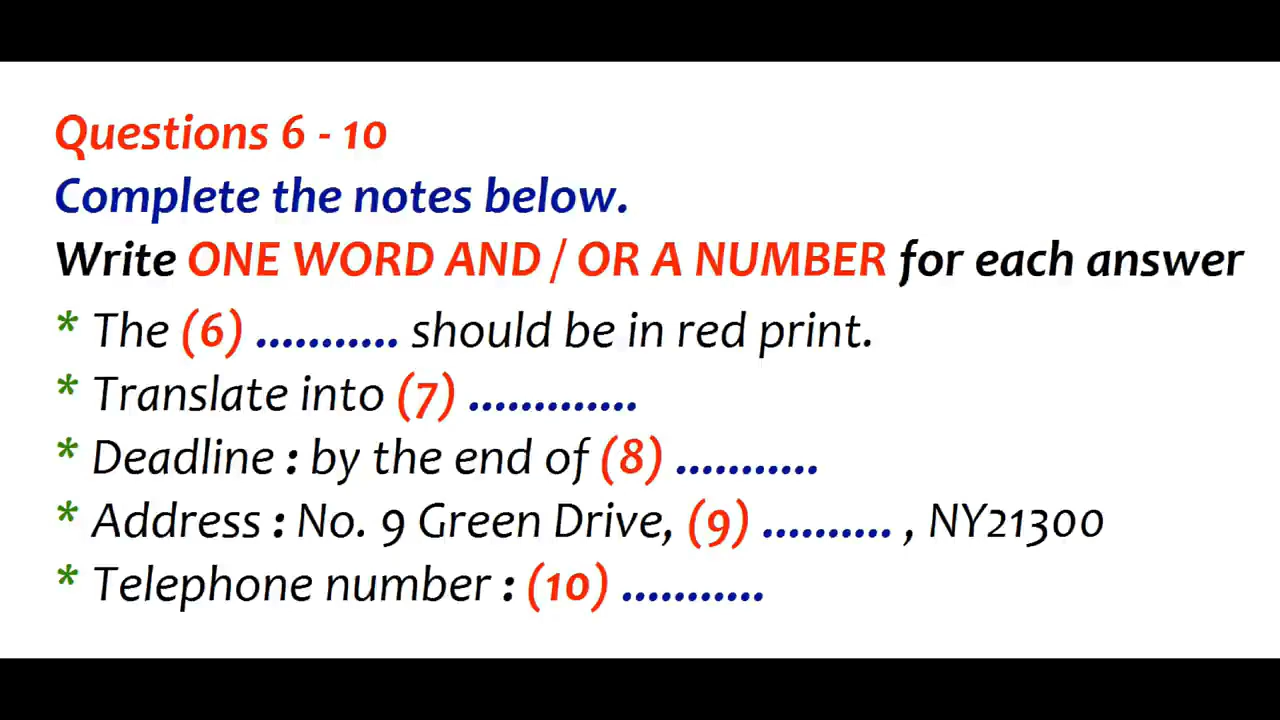 Questions 6 - 10
Complete the notes below.
Write ONE WORD AND / OR A NUMBER for each answer
* The (6) ........... should be in red print.
* Translate into (7) .............
* Deadline : by the end of (8) ...........
* Address : No. 9 Green Drive, (9) .......... , NY21300
* Telephone number : (10) ...........